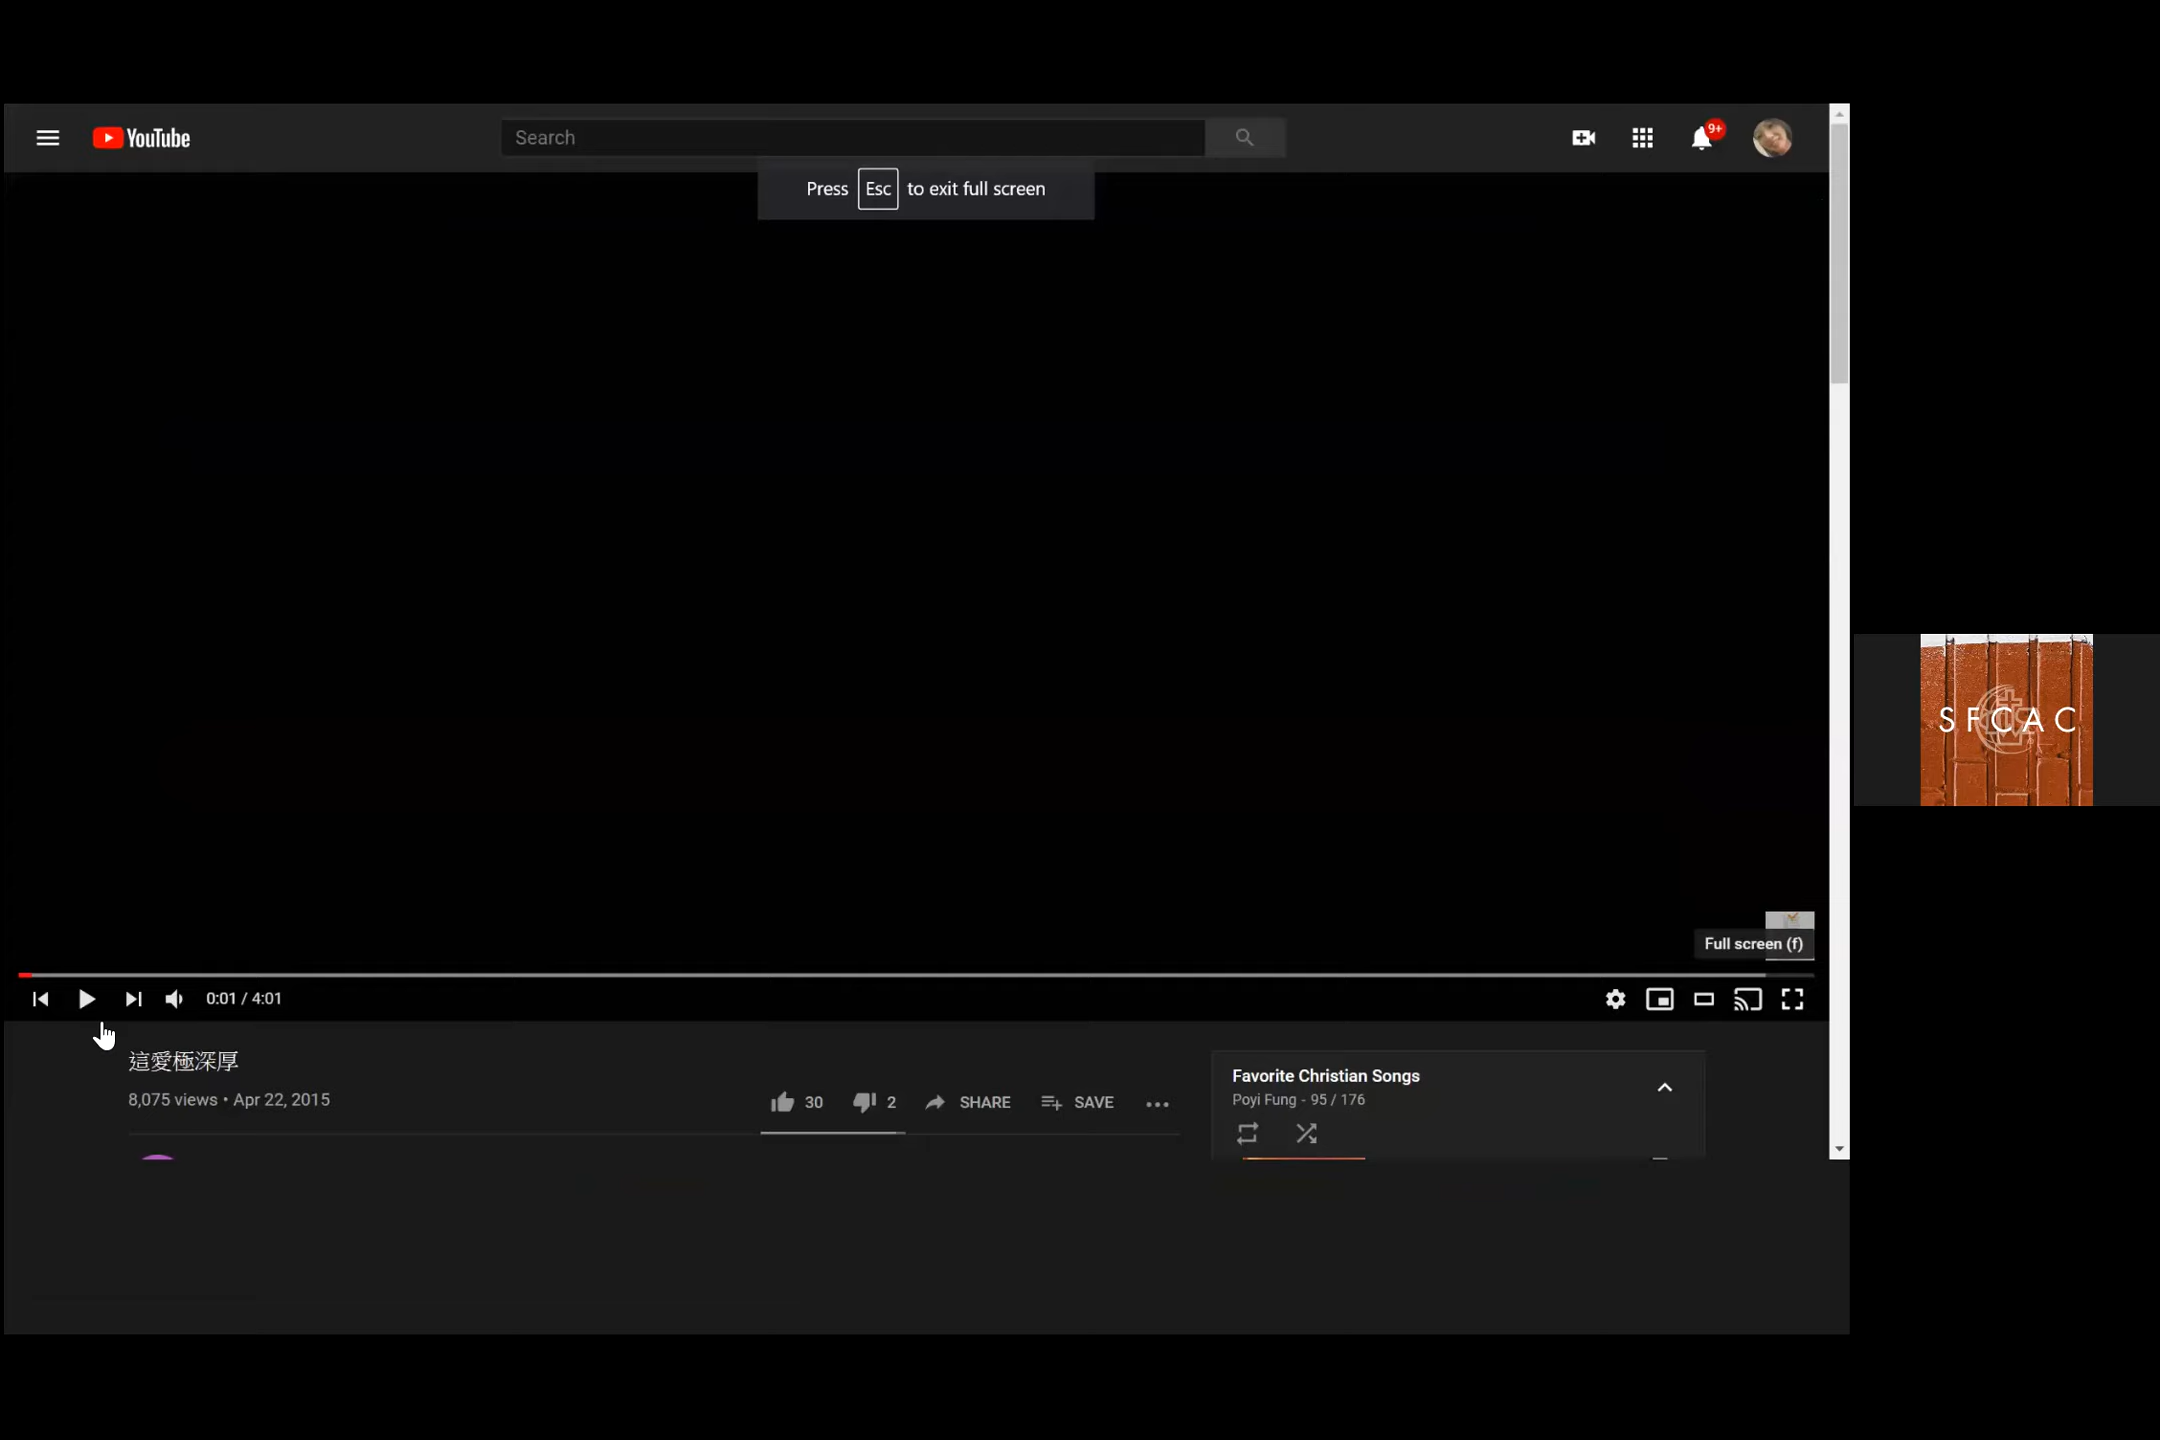 YouTube
Search
9+
Press Esc to exit full screen
SFCAC
Full screen (f)
0:01 / 4:01
這愛極深厚
8,075 views • Apr 22, 2015
30
2
SHARE
SAVE
Favorite Christian Songs
Poyi Fung - 95 / 176